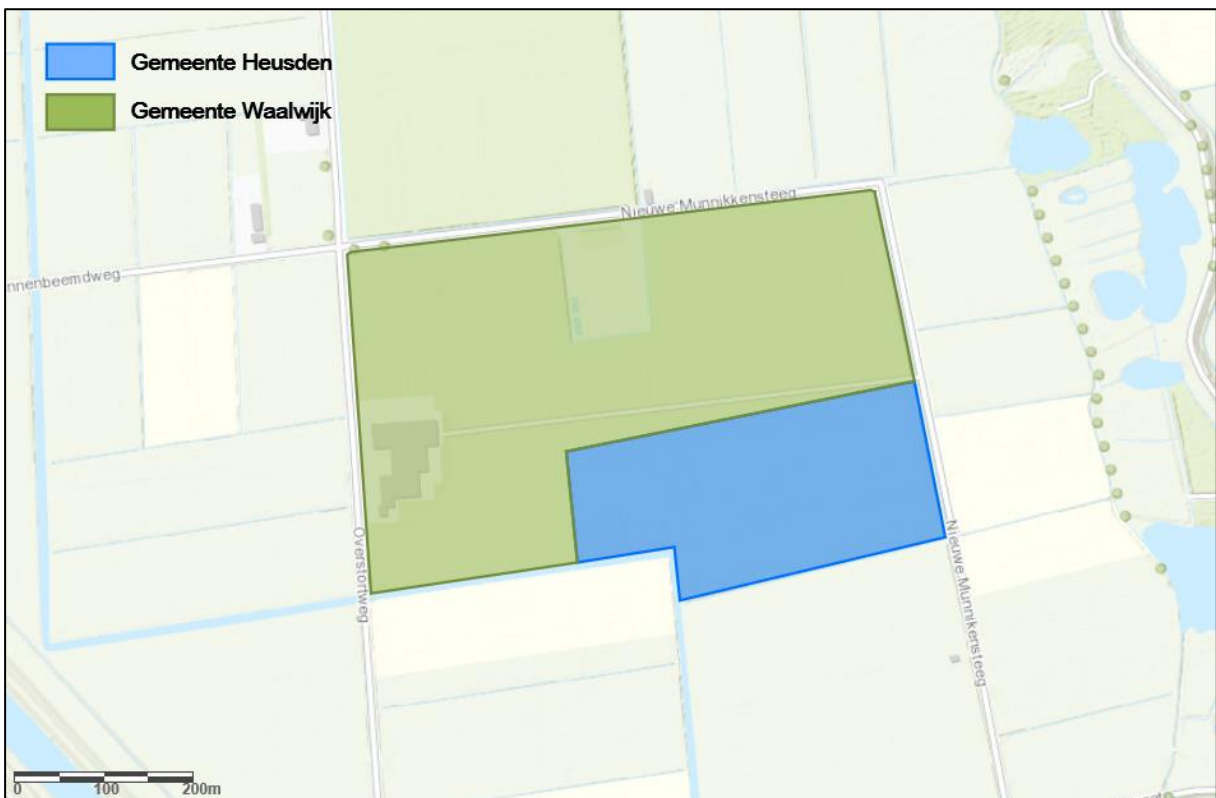 Gemeente Heusden
Gemeente Waalwijk
Nieuwe Munnikkensteeg
nnenbeemdweg
Overstortweg
Nieuwe Munnikensteeg
0 100 200m